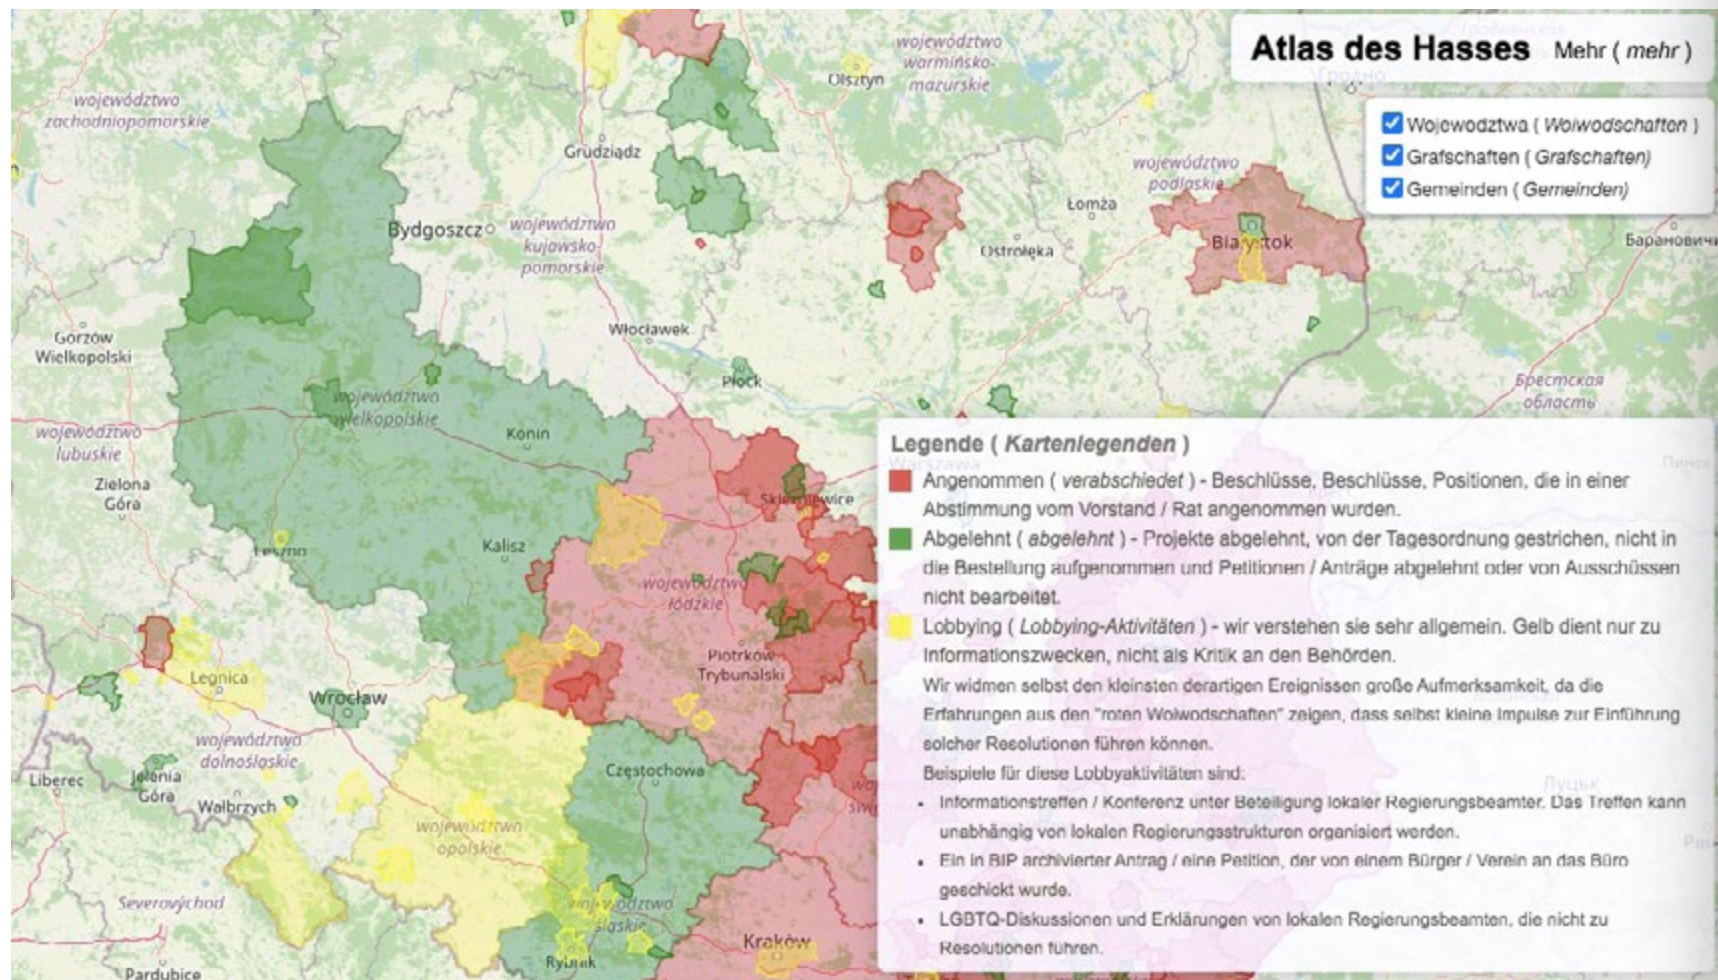 Atlas des Hasses Mehr ( mehr )
Wojewodztwa ( Woiwodschaften )
Grafschaften ( Grafschaften)
Gemeinden ( Gemeinden)
województwo
zachodniopomorskie
województwo
warmińsko-
mazurskie
Olsztyn
Гродно
Grudziądz
województwo
podlaskie
Łomża
Bydgoszcz
województwo
kujawsko-
pomorskie
Ostrołęka
Białystok
Барановичи
Gorzów
Wielkopolski
Włocławek
Płock
Брестская
область
województwo
wielkopolskie
województwo
lubuskie
Konin
Zielona
Góra
Warszawa
Пинск
Skierniewice
Leszno
Kalisz
województwo
łódzkie
Piotrków
Trybunalski
Legnica
Wrocław
województwo
dolnośląskie
Liberec
Jelenia
Góra
Wałbrzych
Częstochowa
województwo
opolskie
Луцьк
Severovýchod
województwo
śląskie
Rybnik
Kraków
Pardubice
Legende ( Kartenlegenden )
Angenommen ( verabschiedet ) - Beschlüsse, Beschlüsse, Positionen, die in einer
Abstimmung vom Vorstand / Rat angenommen wurden.
Abgelehnt ( abgelehnt ) - Projekte abgelehnt, von der Tagesordnung gestrichen, nicht in
die Bestellung aufgenommen und Petitionen / Anträge abgelehnt oder von Ausschüssen
nicht bearbeitet.
Lobbying ( Lobbying-Aktivitäten ) - wir verstehen sie sehr allgemein. Gelb dient nur zu
Informationszwecken, nicht als Kritik an den Behörden.
Wir widmen selbst den kleinsten derartigen Ereignissen große Aufmerksamkeit, da die
Erfahrungen aus den "roten Woiwodschaften" zeigen, dass selbst kleine Impulse zur Einführung
solcher Resolutionen führen können.
Beispiele für diese Lobbyaktivitäten sind:
• Informationstreffen / Konferenz unter Beteiligung lokaler Regierungsbeamter. Das Treffen kann
unabhängig von lokalen Regierungsstrukturen organisiert werden.
• Ein in BIP archivierter Antrag / eine Petition, der von einem Bürger / Verein an das Büro
geschickt wurde.
• LGBTQ-Diskussionen und Erklärungen von lokalen Regierungsbeamten, die nicht zu
Resolutionen führen.